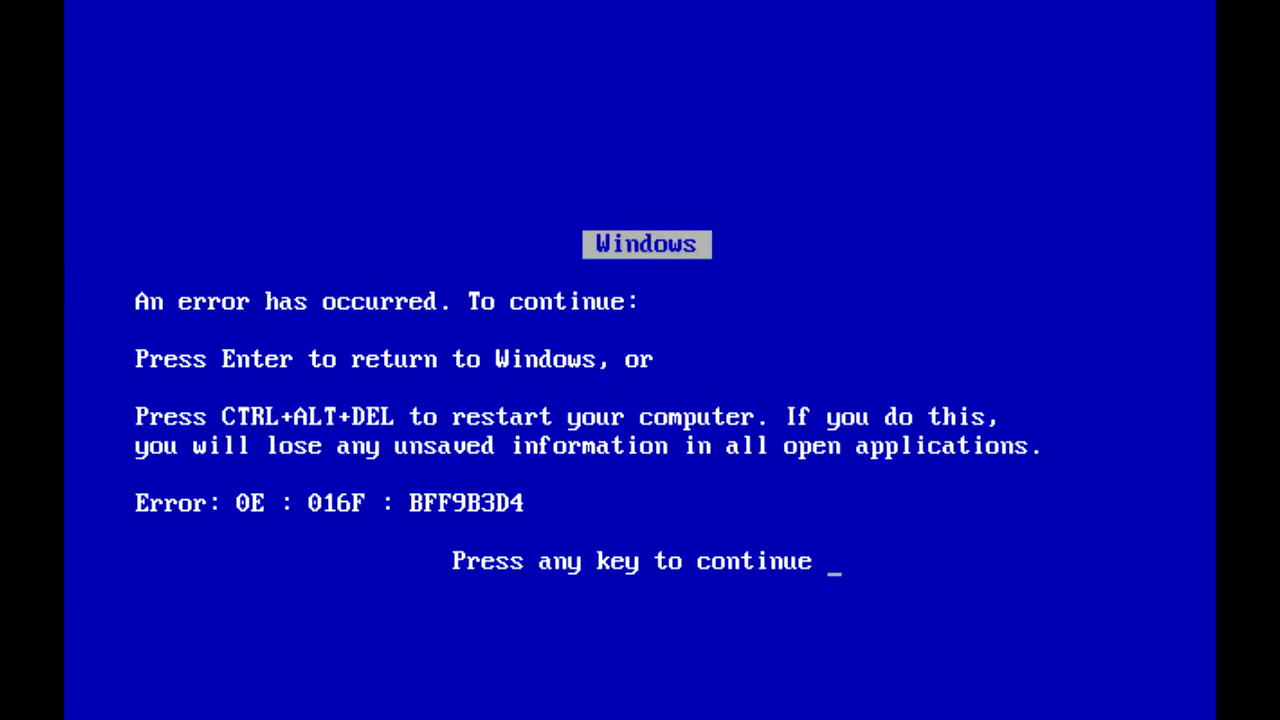 Windows
An error has occurred. To continue:
Press Enter to return to Windows, or
Press CTRL+ALT+DEL to restart your computer. If you do this,
you will lose any unsaved information in all open applications.
Error: 0E : 016F : BFF9B3D4
Press any key to continue _